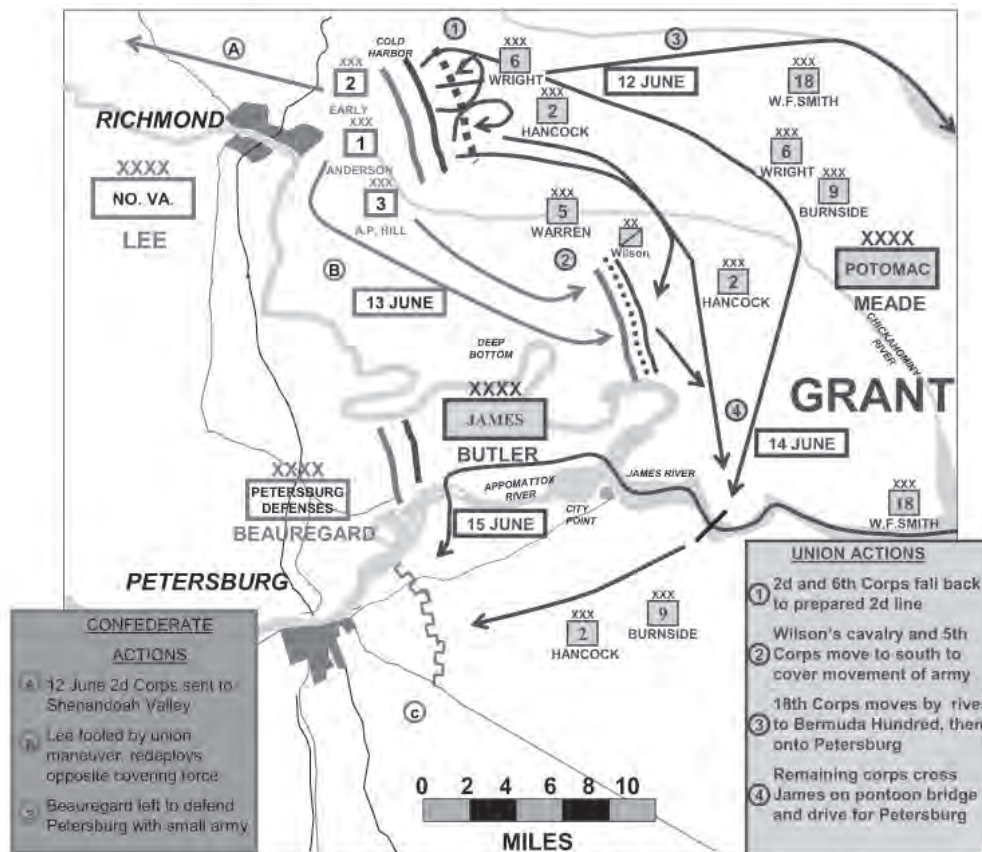 1
XXX
6
WRIGHT
3
COLD
HARBOR
12 JUNE
XXX
18
W.F.SMITH
A
XXX
2
EARLY
XXX
2
HANCOCK
RICHMOND
XXX
1
ANDERSON
XXX
6
WRIGHT
XXX
9
BURNSIDE
XXXX
NO. VA.
LEE
XXX
3
A.P. HILL
XXX
5
WARREN
XX
Wilson
2
XXXX
POTOMAC
MEADE
B
13 JUNE
XXX
2
HANCOCK
CHICKAHOMINY
RIVER
DEEP
BOTTOM
GRANT
XXXX
JAMES
BUTLER
4
14 JUNE
XXXX
PETERSBURG
DEFENSES
BEAUREGARD
APPOMATTOX
RIVER
JAMES RIVER
CITY
POINT
15 JUNE
XXX
18
W.F.SMITH
PETERSBURG
XXX
2
HANCOCK
XXX
9
BURNSIDE
C
CONFEDERATE
ACTIONS
A 12 June 2d Corps sent to
Shenandoah Valley
B Lee fooled by union
maneuver, redeploys
opposite covering force
C Beauregard left to defend
Petersburg with small army
0 2 4 6 8 10
MILES
UNION ACTIONS
1 2d and 6th Corps fall back
to prepared 2d line
Wilson's cavalry and 5th
2 Corps move to south to
cover movement of army
18th Corps moves by river
3 to Bermuda Hundred, then
onto Petersburg
Remaining corps cross
4 James on pontoon bridge
and drive for Petersburg